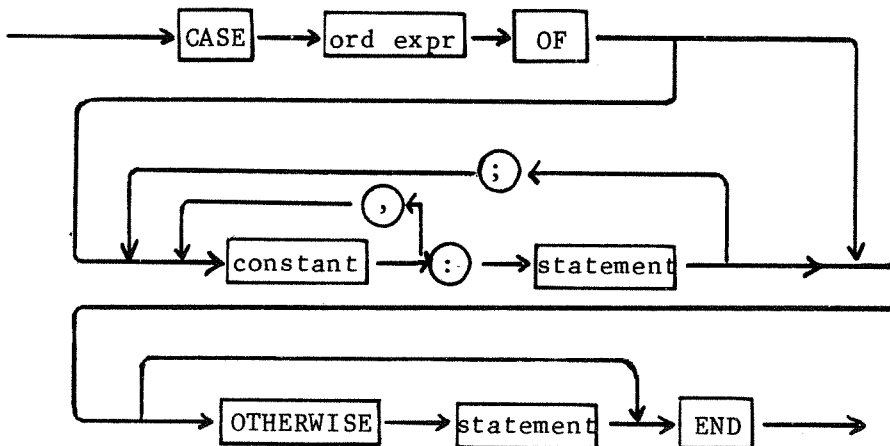 CASE ord expr OF
;
,
constant : statement
OTHERWISE statement END